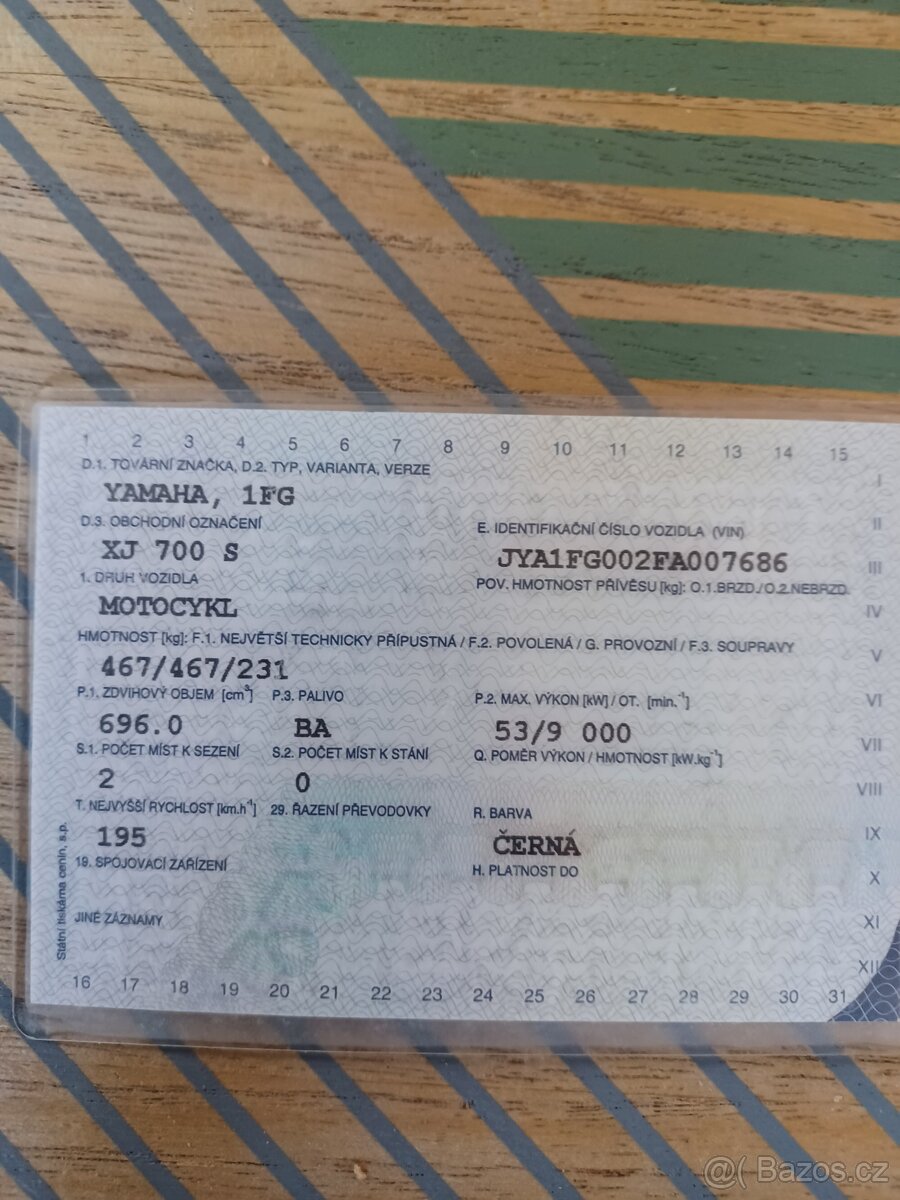 1 2 3 4 5 6 7 8 9 10 11 12 13 14 15
D.1. TOVÁRNÍ ZNAČKA, D.2. TYP, VARIANTA, VERZE
I
YAMAHA, 1FG
D.3. OBCHODNÍ OZNAČENÍ
E. IDENTIFIKAČNÍ ČÍSLO VOZIDLA (VIN)
II
XJ 700 S
JYA1FG002FA007686
III
1. DRUH VOZIDLA
POV. HMOTNOST PŘÍVĚSU [kg]: O.1.BRZD./O.2.NEBRZD.
MOTOCYKL
IV
HMOTNOST [kg]: F.1. NEJVĚTŠÍ TECHNICKY PŘÍPUSTNÁ / F.2. POVOLENÁ / G. PROVOZNÍ / F.3. SOUPRAVY
V
467/467/231
P.1. ZDVIHOVÝ OBJEM [cm³] P.3. PALIVO P.2. MAX. VÝKON [kW] / OT. [min.⁻¹]
VI
696.0 BA 53/9 000
VII
S.1. POČET MÍST K SEZENÍ S.2. POČET MÍST K STÁNÍ Q. POMĚR VÝKON / HMOTNOST [kW.kg⁻¹]
2 0
VIII
T. NEJVYŠŠÍ RYCHLOST [km.h⁻¹] 29. ŘAZENÍ PŘEVODOVKY R. BARVA
195 ČERNÁ
IX
19. SPOJOVACÍ ZAŘÍZENÍ H. PLATNOST DO
X
JINÉ ZÁZNAMY
XI
XII
16 17 18 19 20 21 22 23 24 25 26 27 28 29 30 31
Státní tiskárna cenin, s.p.
@( Bazos.cz